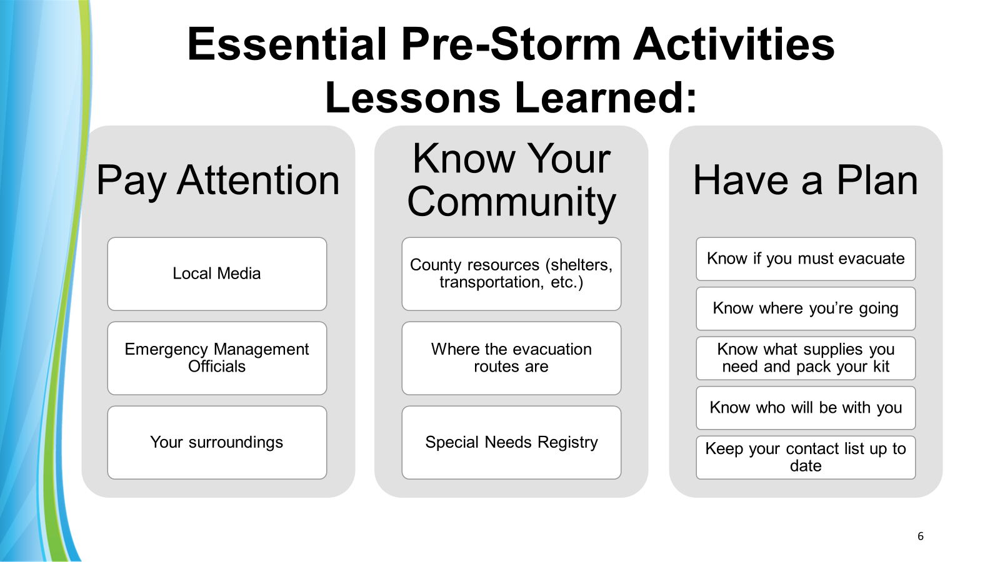 Essential Pre-Storm Activities
Lessons Learned:
Pay Attention
Local Media
Emergency Management
Officials
Your surroundings
Know Your
Community
County resources (shelters,
transportation, etc.)
Where the evacuation
routes are
Special Needs Registry
Have a Plan
Know if you must evacuate
Know where you’re going
Know what supplies you
need and pack your kit
Know who will be with you
Keep your contact list up to
date
6